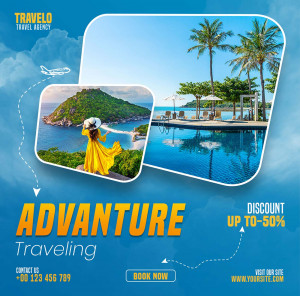 TRAVELO
TRAVEL AGENCY
ADVANTURE
Traveling
DISCOUNT
UP TO-50%
CONTACT US
+00 123 456 789
BOOK NOW
VISIT OUR SITE
WWW.YOURSITE.COM